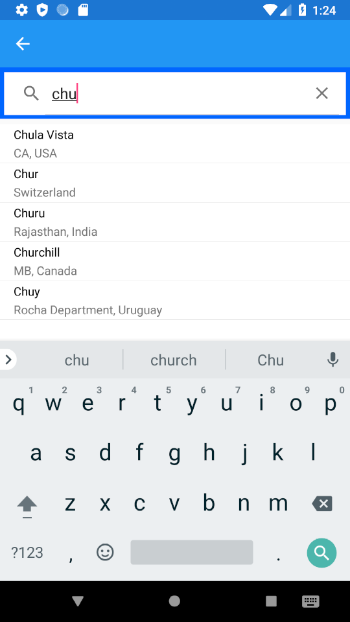 1:24
chu
Chula Vista
CA, USA
Chur
Switzerland
Churu
Rajasthan, India
Churchill
MB, Canada
Chuy
Rocha Department, Uruguay
chu church Chu
1 2 3 4 5 6 7 8 9 0
q w e r t y u i o p
a s d f g h j k l
z x c v b n m
?123 , .